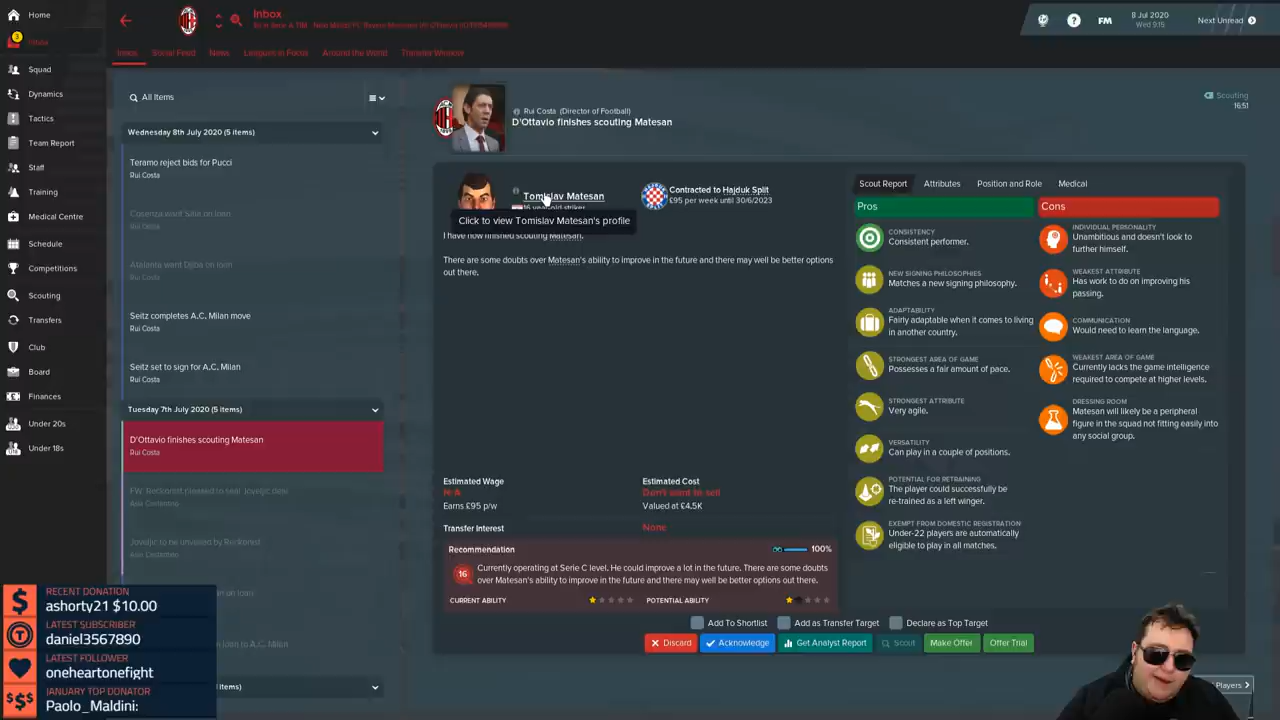 Home
Inbox
8 Jul 2020
Wed 9:15
Next Unread
FM
3
Inbox
Social Feed
News
Leagues in Focus
Around the World
Transfer Window
Squad
Dynamics
Tactics
Team Report
Staff
Training
Medical Centre
Schedule
Competitions
Scouting
Transfers
Club
Board
Finances
Under 20s
Under 18s
All Items
Wednesday 8th July 2020 (5 items)
Teramo reject bids for Pucci
Rui Costa
Cosenza want Silla on loan
Rui Costa
Atalanta want Djiba on loan
Rui Costa
Seitz completes A.C. Milan move
Rui Costa
Seitz set to sign for A.C. Milan
Rui Costa
Tuesday 7th July 2020 (5 items)
D'Ottavio finishes scouting Matesan
Rui Costa
Rui Costa (Director of Football)
D'Ottavio finishes scouting Matesan
Scouting
16:51
Tomislav Matesan
16 year old striker
Click to view Tomislav Matesan's profile
Contracted to Hajduk Split
£95 per week until 30/6/2023
I have now finished scouting Matesan.
There are some doubts over Matesan's ability to improve in the future and there may well be better options
out there.
Estimated Wage
N/A
Earns £95 p/w
Estimated Cost
Don't want to sell
Valued at £4.5K
Transfer Interest
None
Recommendation
100%
16
Currently operating at Serie C level. He could improve a lot in the future. There are some doubts
over Matesan's ability to improve in the future and there may well be better options out there.
CURRENT ABILITY
POTENTIAL ABILITY
Scout Report
Attributes
Position and Role
Medical
Pros
CONSISTENCY
Consistent performer.
NEW SIGNING PHILOSOPHIES
Matches a new signing philosophy.
ADAPTABILITY
Fairly adaptable when it comes to living
in another country.
STRONGEST AREA OF GAME
Possesses a fair amount of pace.
STRONGEST ATTRIBUTE
Very agile.
VERSATILITY
Can play in a couple of positions.
POTENTIAL FOR RETRAINING
The player could successfully be
re-trained as a left winger.
EXEMPT FROM DOMESTIC REGISTRATION
Under-22 players are automatically
eligible to play in all matches.
Cons
INDIVIDUAL PERSONALITY
Unambitious and doesn't look to
further himself.
WEAKEST ATTRIBUTE
Has work to do on improving his
passing.
COMMUNICATION
Would need to learn the language.
WEAKEST AREA OF GAME
Currently lacks the game intelligence
required to compete at higher levels.
DRESSING ROOM
Matesan will likely be a peripheral
figure in the squad not fitting easily into
any social group.
Add To Shortlist
Add as Transfer Target
Declare as Top Target
Discard
Acknowledge
Get Analyst Report
Scout
Make Offer
Offer Trial
Players
RECENT DONATION
ashorty21 $10.00
LATEST SUBSCRIBER
daniel3567890
LATEST FOLLOWER
oneheartonefight
JANUARY TOP DONATOR
Paolo_Maldini: